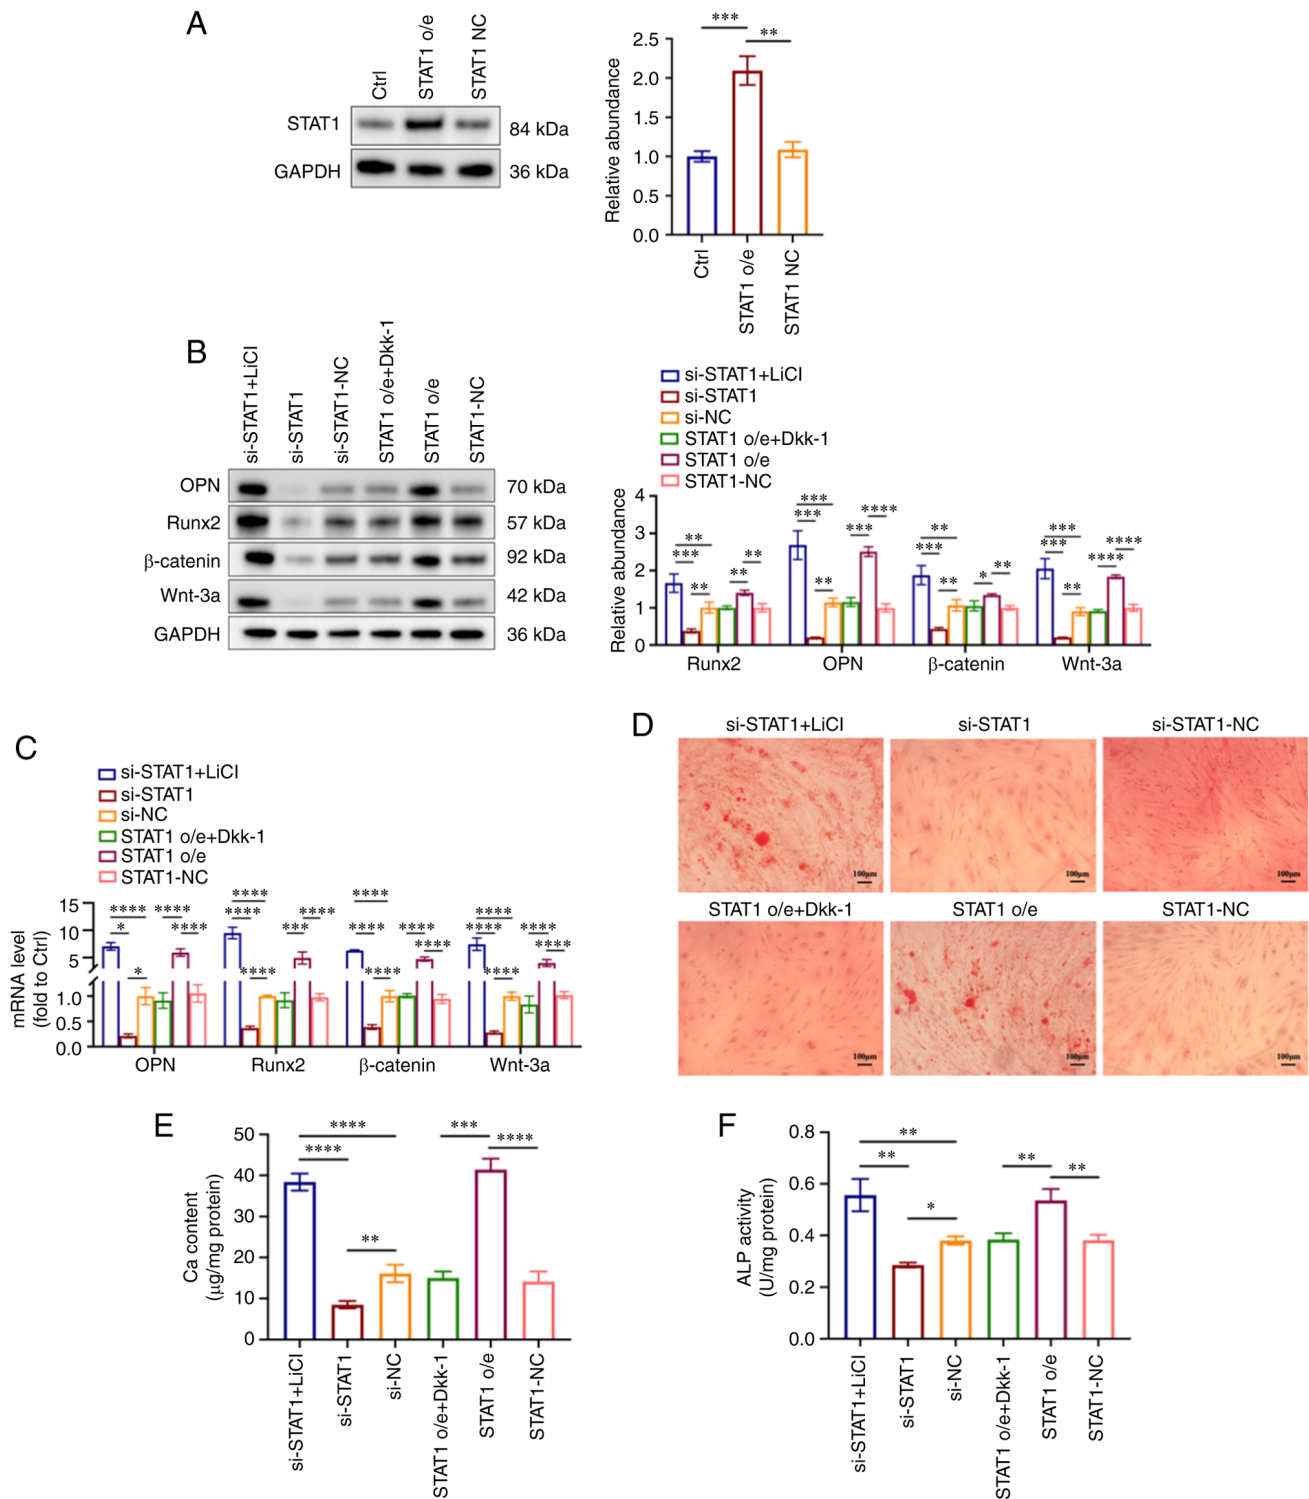 A
Ctrl
STAT1 o/e
STAT1 NC
STAT1
84 kDa
GAPDH
36 kDa
*** **
Relative abundance
2.5
2.0
1.5
1.0
0.5
0.0
Ctrl
STAT1 o/e
STAT1 NC
B
si-STAT1+LiCl
si-STAT1
si-STAT1-NC
STAT1 o/e+Dkk-1
STAT1 o/e
STAT1-NC
OPN
70 kDa
Runx2
57 kDa
β-catenin
92 kDa
Wnt-3a
42 kDa
GAPDH
36 kDa
si-STAT1+LiCl
si-STAT1
si-NC
STAT1 o/e+Dkk-1
STAT1 o/e
STAT1-NC
Relative abundance
4
3
2
1
0
** *** ** ** **
*** *** ** *** ****
** *** ** * **
*** *** ** **** ****
Runx2 OPN β-catenin Wnt-3a
C
si-STAT1+LiCl
si-STAT1
si-NC
STAT1 o/e+Dkk-1
STAT1 o/e
STAT1-NC
mRNA level
(fold to Ctrl)
15
10
5
1.0
0.5
0.0
**** * * **** ****
**** **** **** *** ****
**** **** **** **** ****
**** **** **** **** ****
OPN Runx2 β-catenin Wnt-3a
D
si-STAT1+LiCl si-STAT1 si-STAT1-NC
100μm 100μm 100μm
STAT1 o/e+Dkk-1 STAT1 o/e STAT1-NC
100μm 100μm 100μm
E
Ca content
(μg/mg protein)
50
40
30
20
10
0
**** *** ****
****
**
si-STAT1+LiCl
si-STAT1
si-NC
STAT1 o/e+Dkk-1
STAT1 o/e
STAT1-NC
F
ALP activity
(U/mg protein)
0.8
0.6
0.4
0.2
0.0
**
** ** **
*
si-STAT1+LiCl
si-STAT1
si-NC
STAT1 o/e+Dkk-1
STAT1 o/e
STAT1-NC